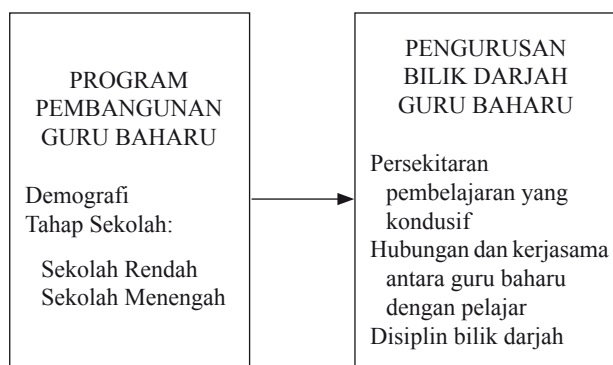 PROGRAM
PEMBANGUNAN
GURU BAHARU
Demografi
Tahap Sekolah:
Sekolah Rendah
Sekolah Menengah
PENGURUSAN
BILIK DARJAH
GURU BAHARU
Persekitaran
pembelajaran yang
kondusif
Hubungan dan kerjasama
antara guru baharu
dengan pelajar
Disiplin bilik darjah